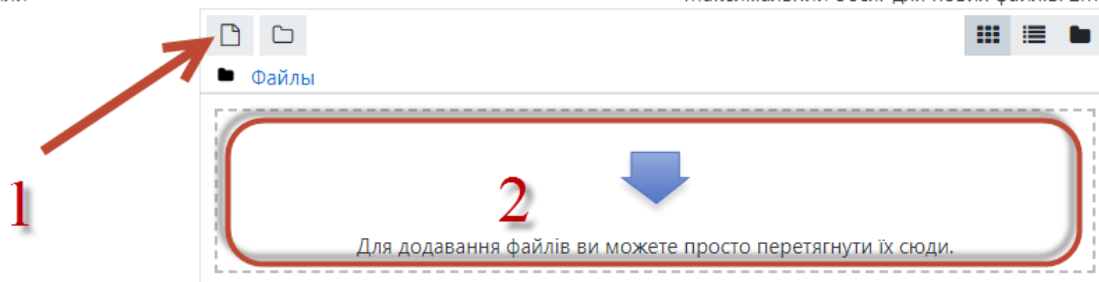 Файлы
1
2
Для додавання файлів ви можете просто перетягнути їх сюди.